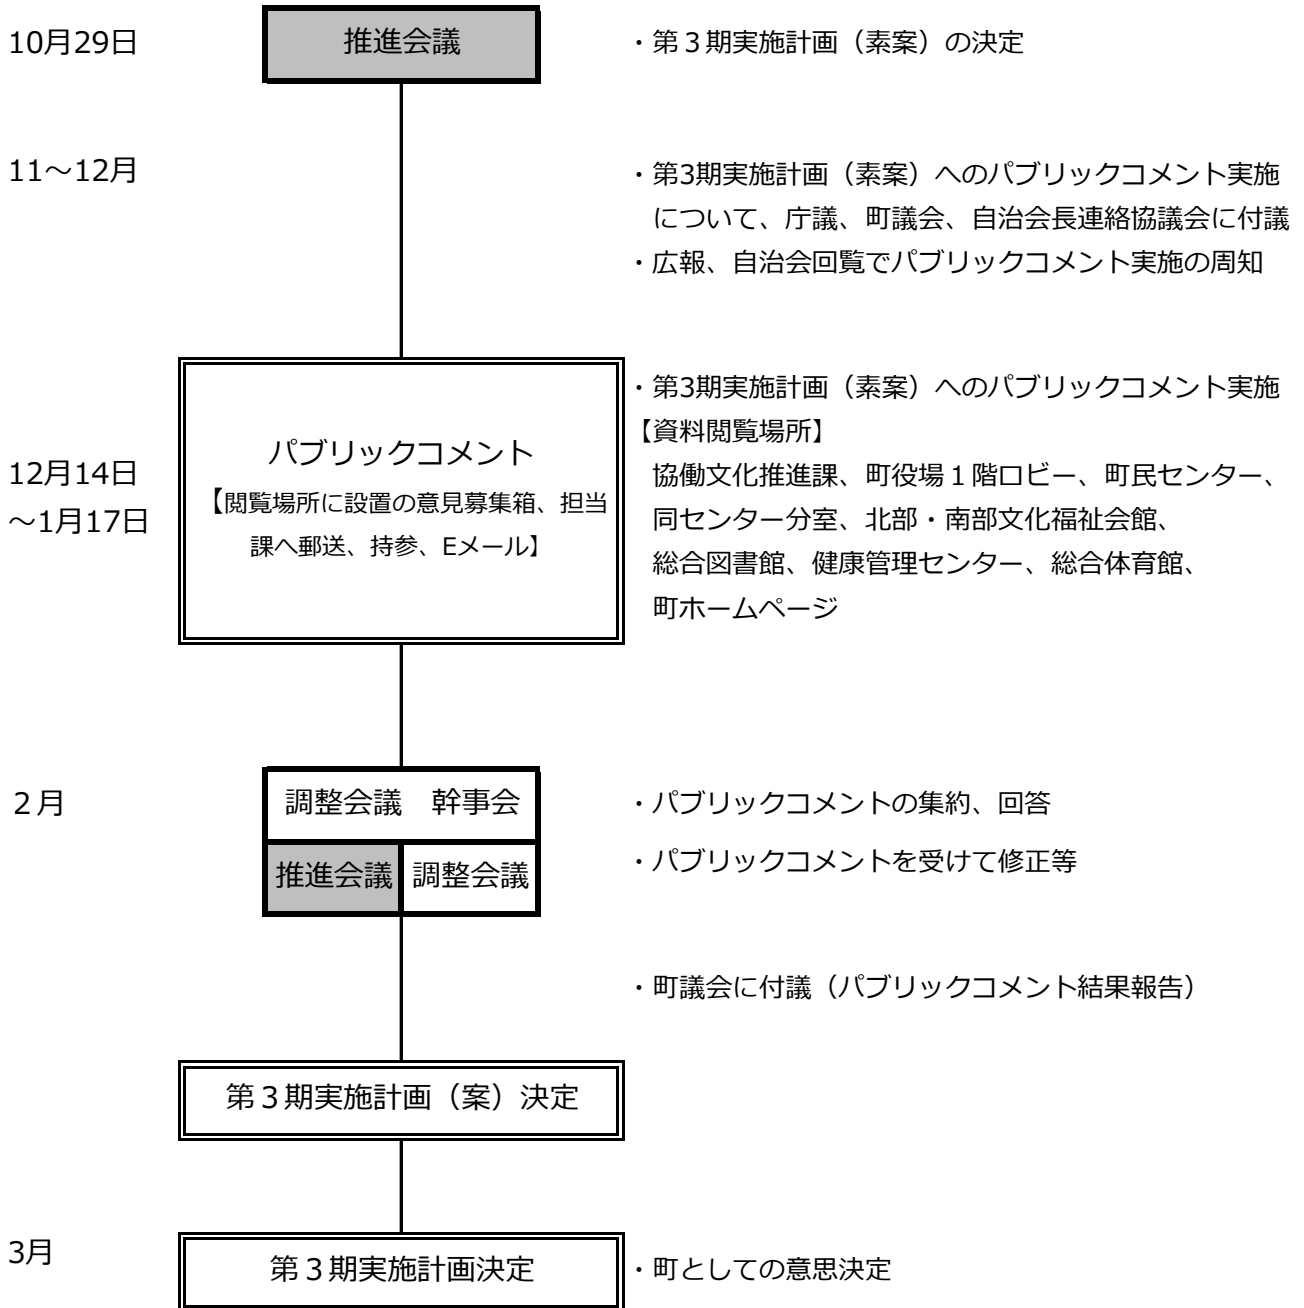 10月29日
推進会議
・第３期実施計画（素案）の決定
11～12月
・第3期実施計画（素案）へのパブリックコメント実施
について、庁議、町議会、自治会長連絡協議会に付議
・広報、自治会回覧でパブリックコメント実施の周知
12月14日
～1月17日
パブリックコメント
【閲覧場所に設置の意見募集箱、担当
課へ郵送、持参、Eメール】
・第3期実施計画（素案）へのパブリックコメント実施
【資料閲覧場所】
協働文化推進課、町役場１階ロビー、町民センター、
同センター分室、北部・南部文化福祉会館、
総合図書館、健康管理センター、総合体育館、
町ホームページ
２月
調整会議　幹事会
推進会議
調整会議
・パブリックコメントの集約、回答
・パブリックコメントを受けて修正等
・町議会に付議（パブリックコメント結果報告）
第３期実施計画（案）決定
3月
第３期実施計画決定
・町としての意思決定